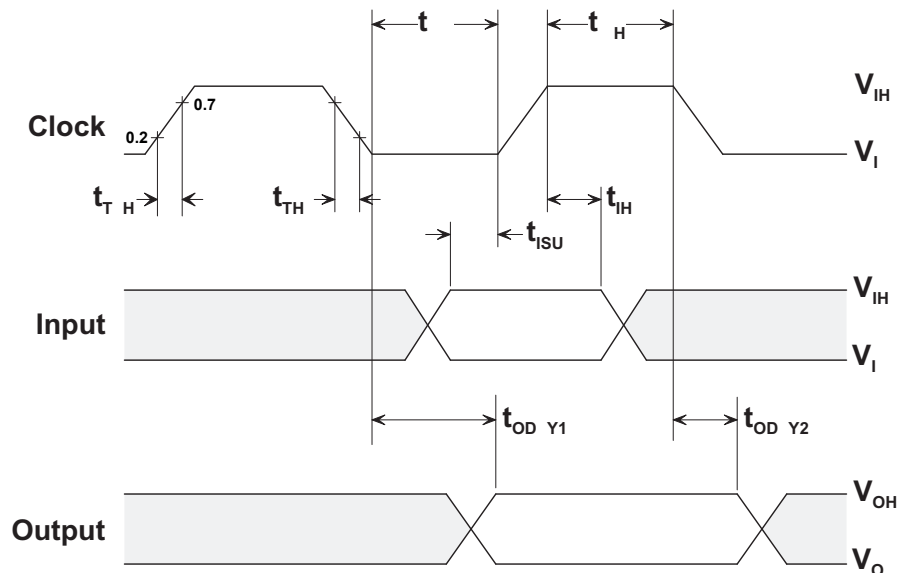 t
t H
Clock
0.2
0.7
V IH
V I
t T H
t TH
t IH
t ISU
Input
V IH
V I
t OD Y1
t OD Y2
Output
V OH
V O